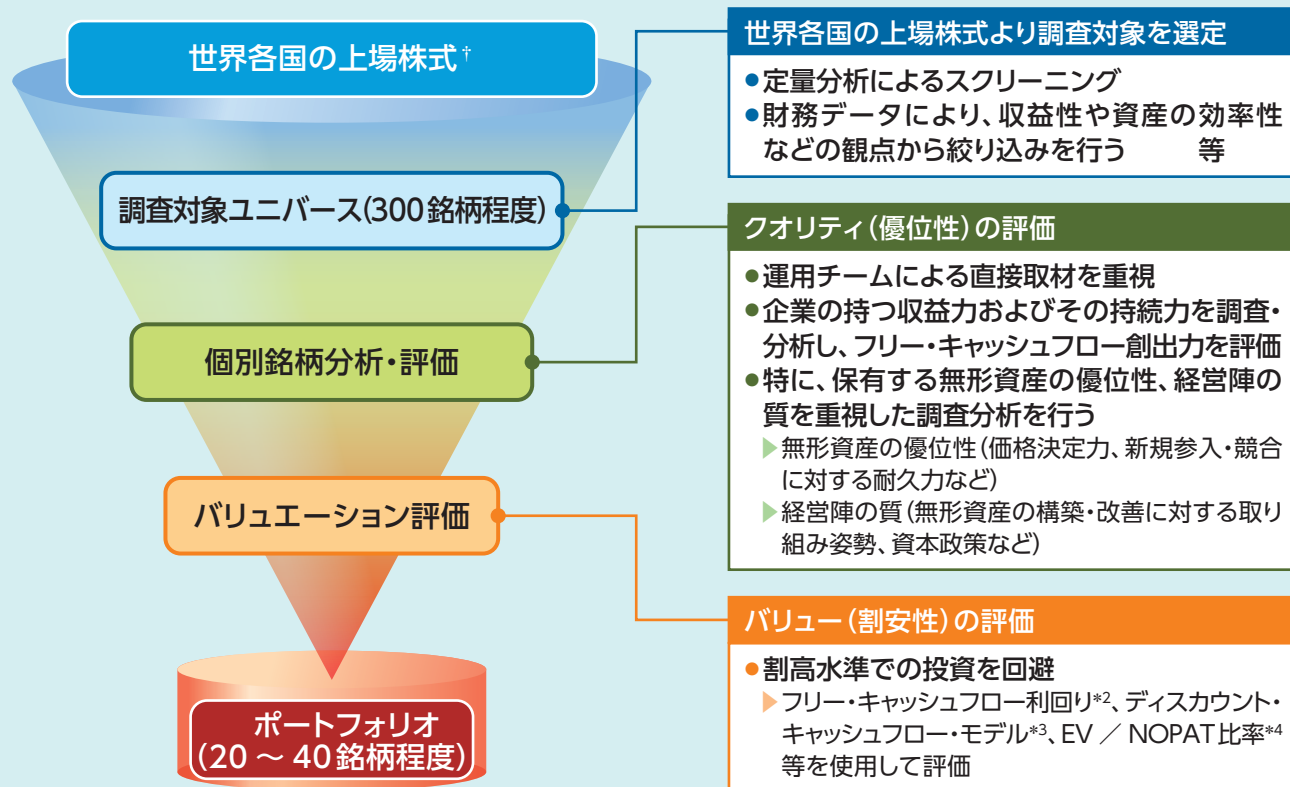 世界各国の上場株式†
調査対象ユニバース(300銘柄程度)
個別銘柄分析・評価
バリュエーション評価
ポートフォリオ
(20 ～ 40銘柄程度)
世界各国の上場株式より調査対象を選定
●定量分析によるスクリーニング
●財務データにより、収益性や資産の効率性
などの観点から絞り込みを行う 等
クオリティ(優位性)の評価
●運用チームによる直接取材を重視
●企業の持つ収益力およびその持続力を調査・
分析し、フリー・キャッシュフロー創出力を評価
●特に、保有する無形資産の優位性、経営陣の
質を重視した調査分析を行う
▶無形資産の優位性(価格決定力、新規参入・競合
に対する耐久力など)
▶経営陣の質(無形資産の構築・改善に対する取り
組み姿勢、資本政策など)
バリュー(割安性)の評価
●割高水準での投資を回避
▶フリー・キャッシュフロー利回り*2、ディスカウント・
キャッシュフロー・モデル*3、EV ／ NOPAT比率*4
等を使用して評価